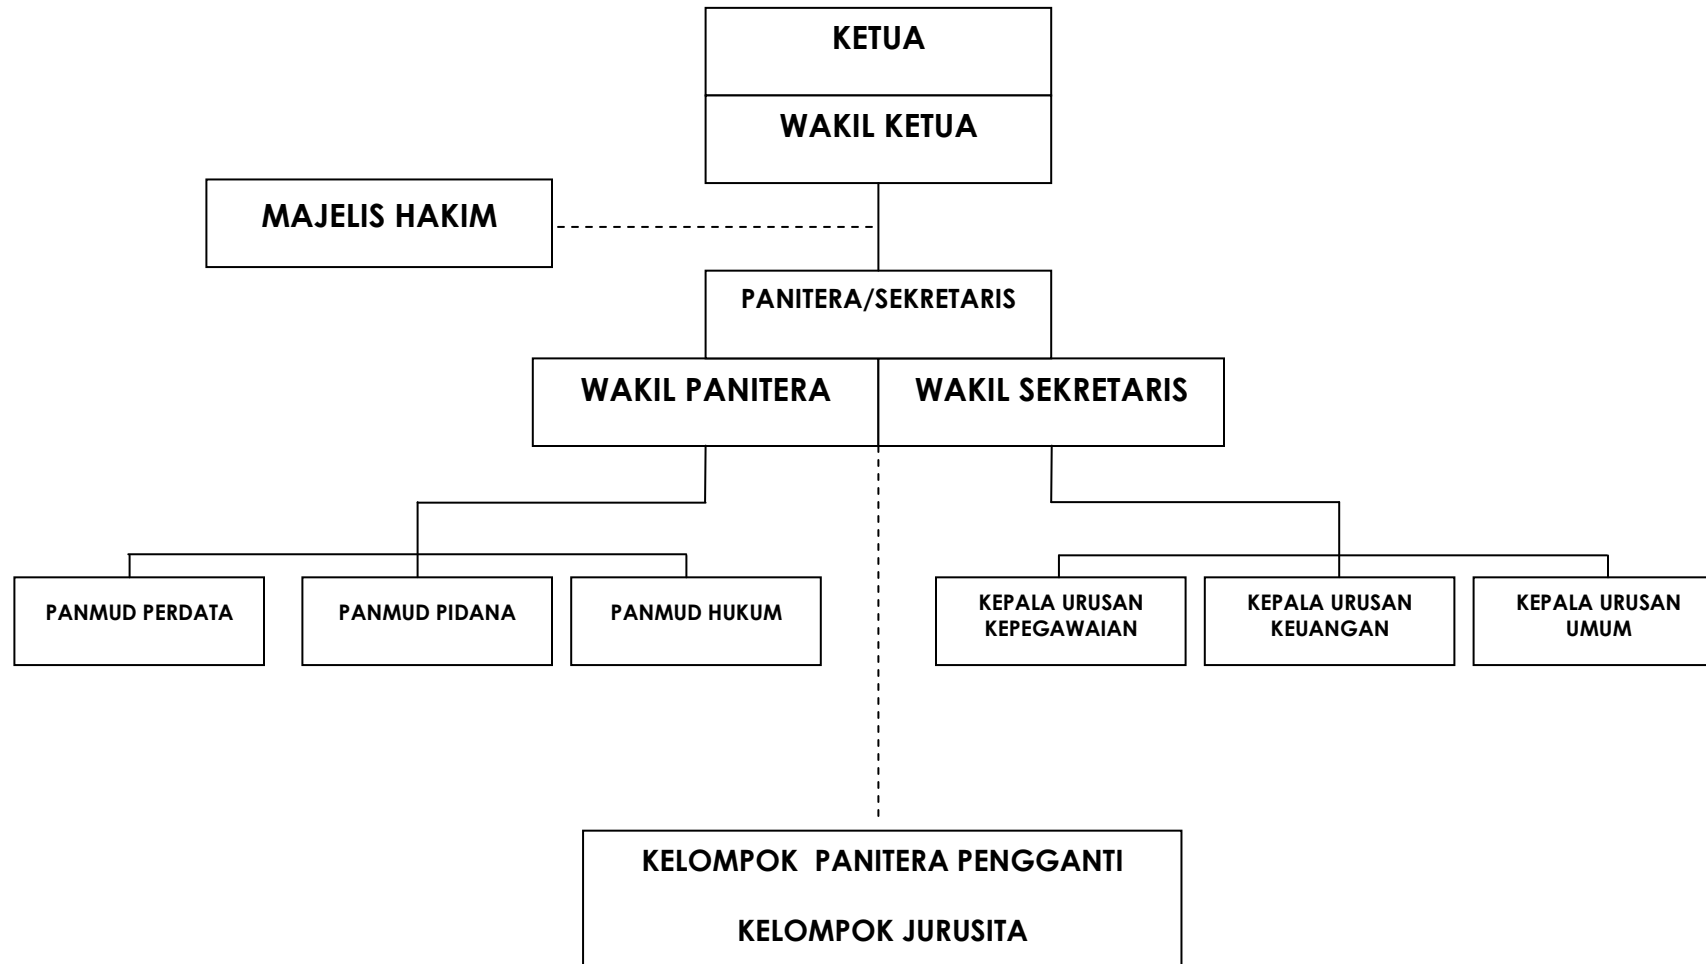 KETUA
WAKIL KETUA
MAJELIS HAKIM
PANITERA/SEKRETARIS
WAKIL PANITERA
WAKIL SEKRETARIS
PANMUD PERDATA
PANMUD PIDANA
PANMUD HUKUM
KEPALA URUSAN
KEPEGAWAIAN
KEPALA URUSAN
KEUANGAN
KEPALA URUSAN
UMUM
KELOMPOK  PANITERA PENGGANTI
KELOMPOK JURUSITA